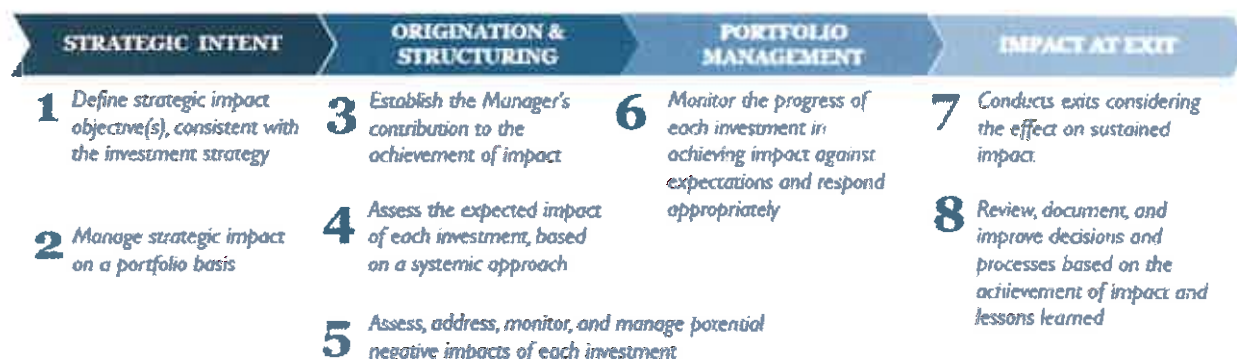 STRATEGIC INTENT
ORIGINATION &
STRUCTURING
PORTFOLIO
MANAGEMENT
IMPACT AT EXIT
1 Define strategic impact
objective(s), consistent with
the investment strategy
2 Manage strategic impact
on a portfolio basis
3 Establish the Manager's
contribution to the
achievement of impact
4 Assess the expected impact
of each investment, based
on a systemic approach
5 Assess, address, monitor, and manage potential
negative impacts of each investment
6 Monitor the progress of
each investment in
achieving impact against
expectations and respond
appropriately
7 Conducts exits considering
the effect on sustained
impact.
8 Review, document, and
improve decisions and
processes based on the
achievement of impact and
lessons learned